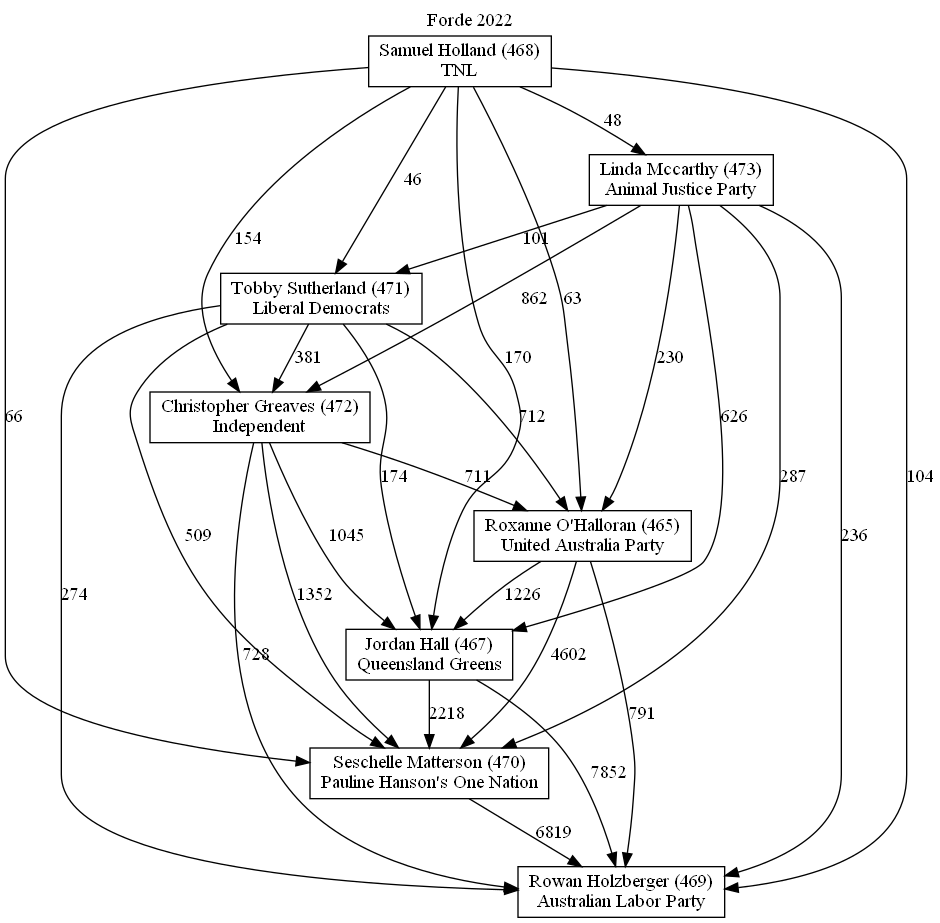 Forde 2022
Samuel Holland (468)
TNL
48
Linda Mccarthy (473)
Animal Justice Party
46
154
101
Tobby Sutherland (471)
Liberal Democrats
862
63
381
170
230
Christopher Greaves (472)
Independent
66
712
626
174
711
287
104
Roxanne O'Halloran (465)
United Australia Party
509
1045
236
274
1352
1226
Jordan Hall (467)
Queensland Greens
728
4602
2218
791
Seschelle Matterson (470)
Pauline Hanson's One Nation
7852
6819
Rowan Holzberger (469)
Australian Labor Party